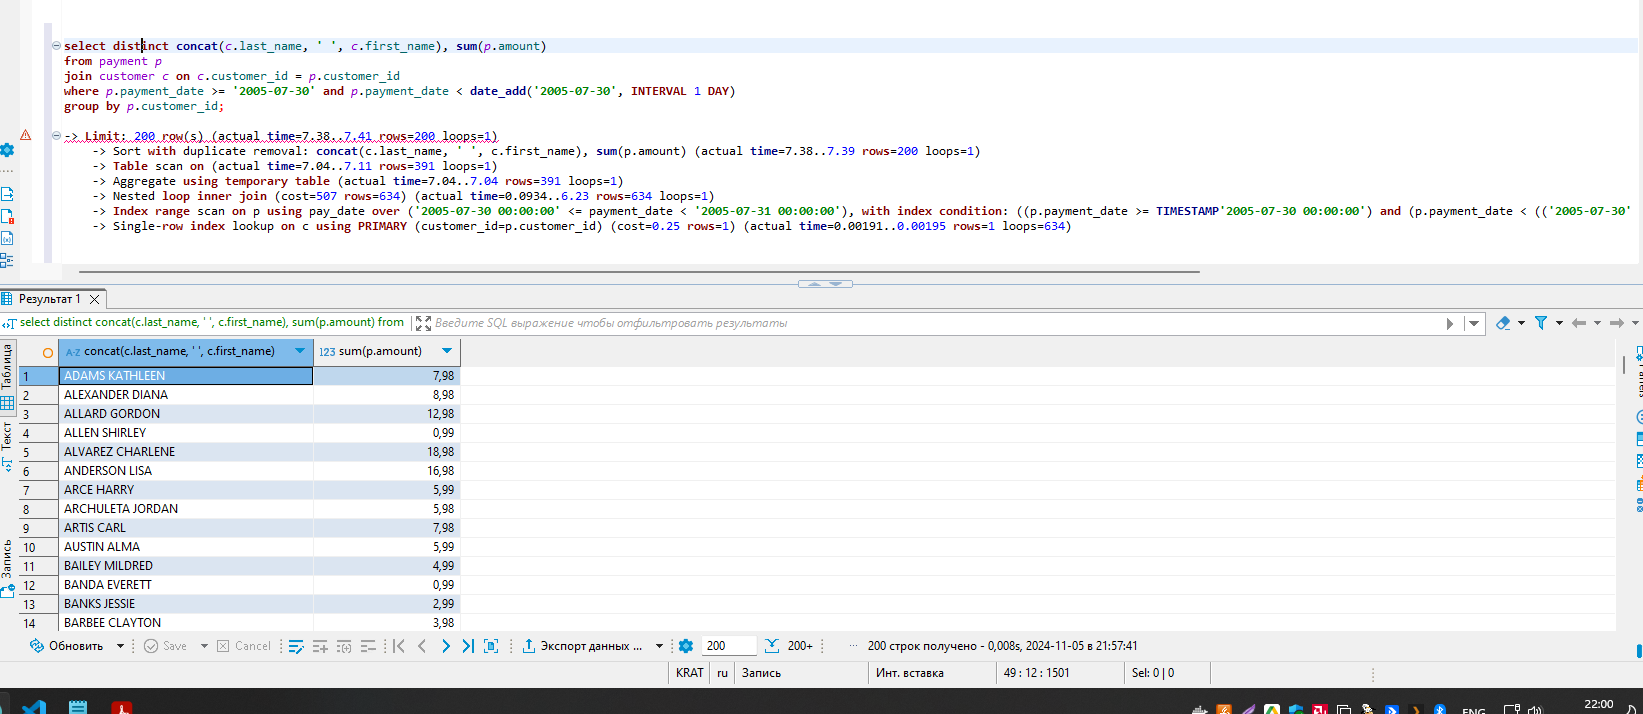 select distinct concat(c.last_name, ' ', c.first_name), sum(p.amount)
from payment p
join customer c on c.customer_id = p.customer_id
where p.payment_date >= '2005-07-30' and p.payment_date < date_add('2005-07-30', INTERVAL 1 DAY)
group by p.customer_id;
-> Limit: 200 row(s) (actual time=7.38..7.41 rows=200 loops=1)
-> Sort with duplicate removal: concat(c.last_name, ' ', c.first_name), sum(p.amount) (actual time=7.38..7.39 rows=200 loops=1)
-> Table scan on (actual time=7.04..7.11 rows=391 loops=1)
-> Aggregate using temporary table (actual time=7.04..7.04 rows=391 loops=1)
-> Nested loop inner join (cost=507 rows=634) (actual time=0.0934..6.23 rows=634 loops=1)
-> Index range scan on p using pay_date over ('2005-07-30 00:00:00' <= payment_date < '2005-07-31 00:00:00'), with index condition: ((p.payment_date >= TIMESTAMP'2005-07-30 00:00:00') and (p.payment_date < (('2005-07-30'
-> Single-row index lookup on c using PRIMARY (customer_id=p.customer_id) (cost=0.25 rows=1) (actual time=0.00191..0.00195 rows=1 loops=634)
Результат 1
select distinct concat(c.last_name, ' ', c.first_name), sum(p.amount) from
Введите SQL выражение чтобы отфильтровать результаты
Таблица
Текст
Запись
A-Z concat(c.last_name, ' ', c.first_name) 123 sum(p.amount)
1 ADAMS KATHLEEN 7,98
2 ALEXANDER DIANA 8,98
3 ALLARD GORDON 12,98
4 ALLEN SHIRLEY 0,99
5 ALVAREZ CHARLENE 18,98
6 ANDERSON LISA 16,98
7 ARCE HARRY 5,99
8 ARCHULETA JORDAN 5,98
9 ARTIS CARL 7,98
10 AUSTIN ALMA 5,99
11 BAILEY MILDRED 4,99
12 BANDA EVERETT 0,99
13 BANKS JESSIE 2,99
14 BARBEE CLAYTON 3,98
Обновить Save Cancel Экспорт данных ... 200 200+ ... 200 строк получено - 0,008s, 2024-11-05 в 21:57:41
KRAT ru Запись Инт. вставка 49 : 12 : 1501 Sel: 0 | 0
ENG 22:00